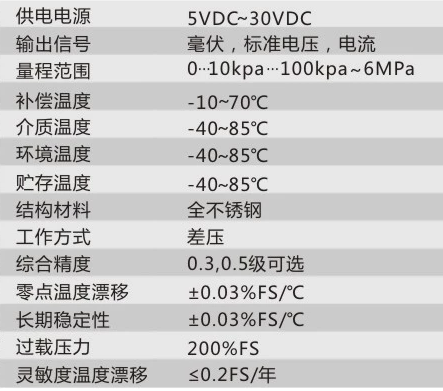 供电电源 5VDC~30VDC
输出信号 毫伏，标准电压，电流
量程范围 0···10kpa···100kpa~6MPa
补偿温度 -10~70℃
介质温度 -40~85℃
环境温度 -40~85℃
贮存温度 -40~85℃
结构材料 全不锈钢
工作方式 差压
综合精度 0.3,0.5级可选
零点温度漂移 ±0.03%FS/℃
长期稳定性 ±0.03%FS/℃
过载压力 200%FS
灵敏度温度漂移 ≤0.2FS/年